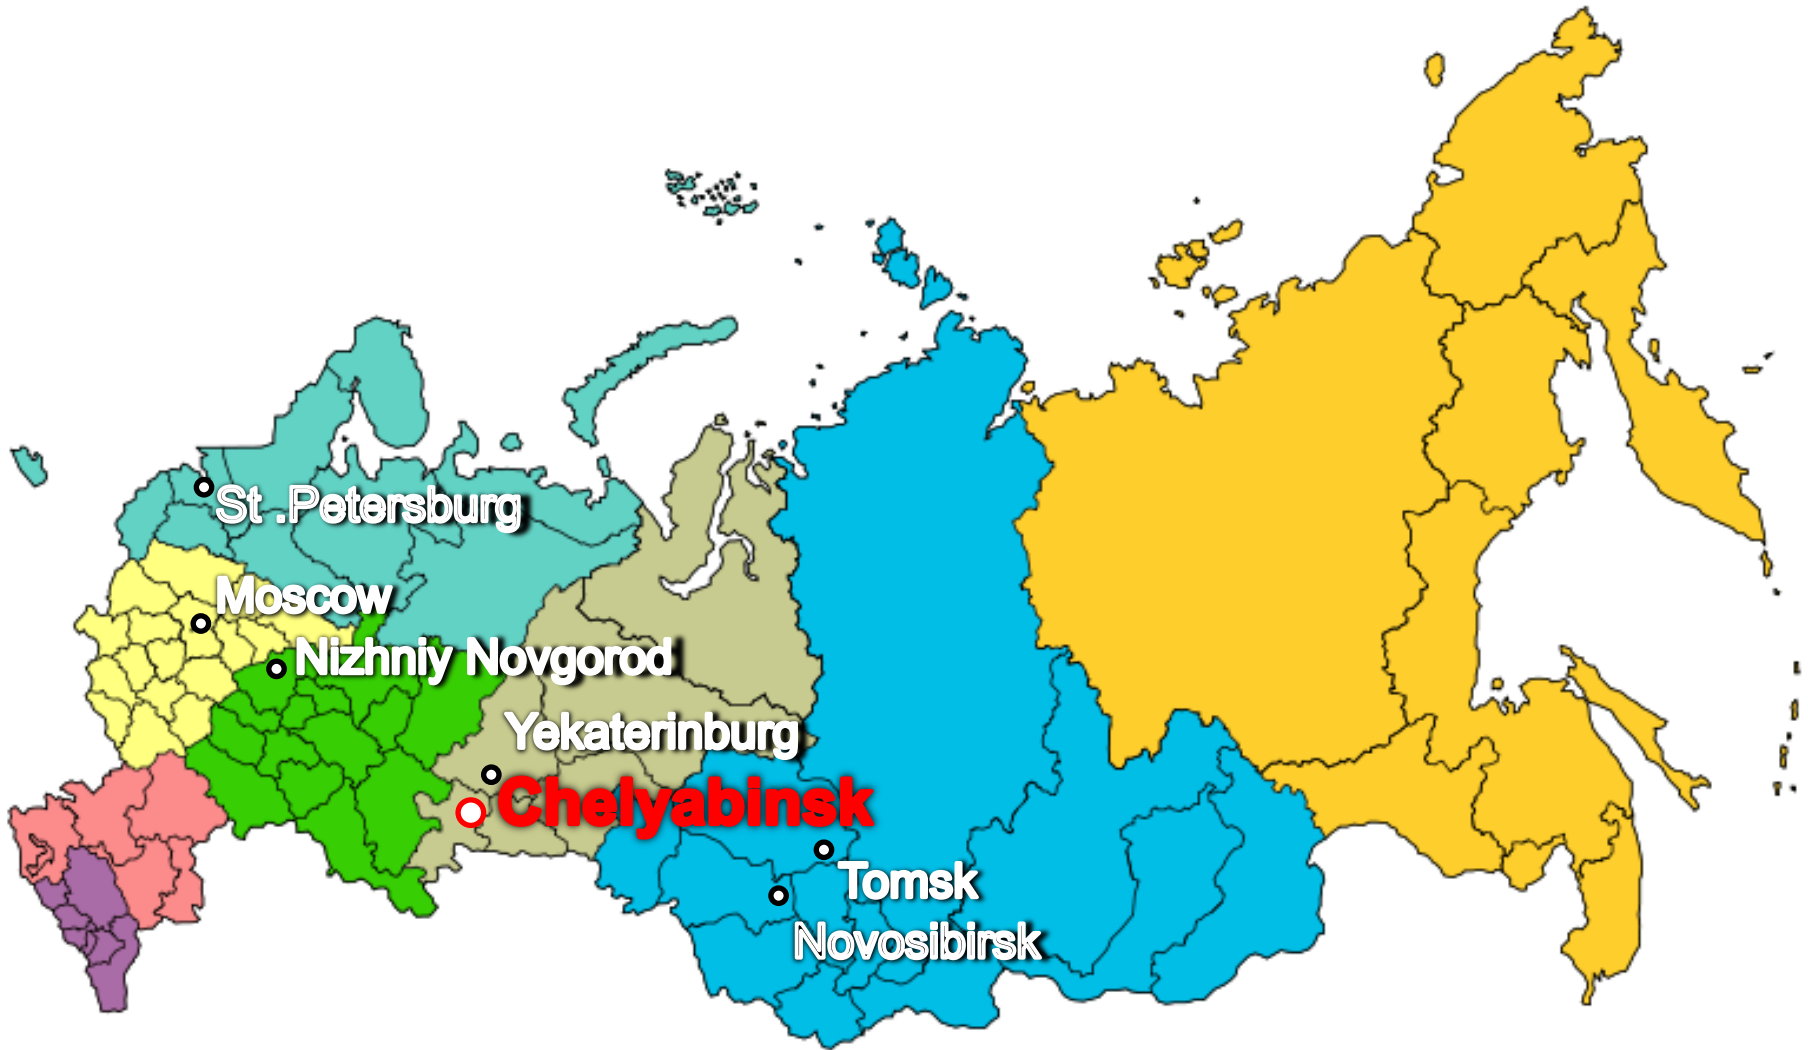 St .Petersburg
Moscow
Nizhniy Novgorod
Yekaterinburg
Chelyabinsk
Tomsk
Novosibirsk